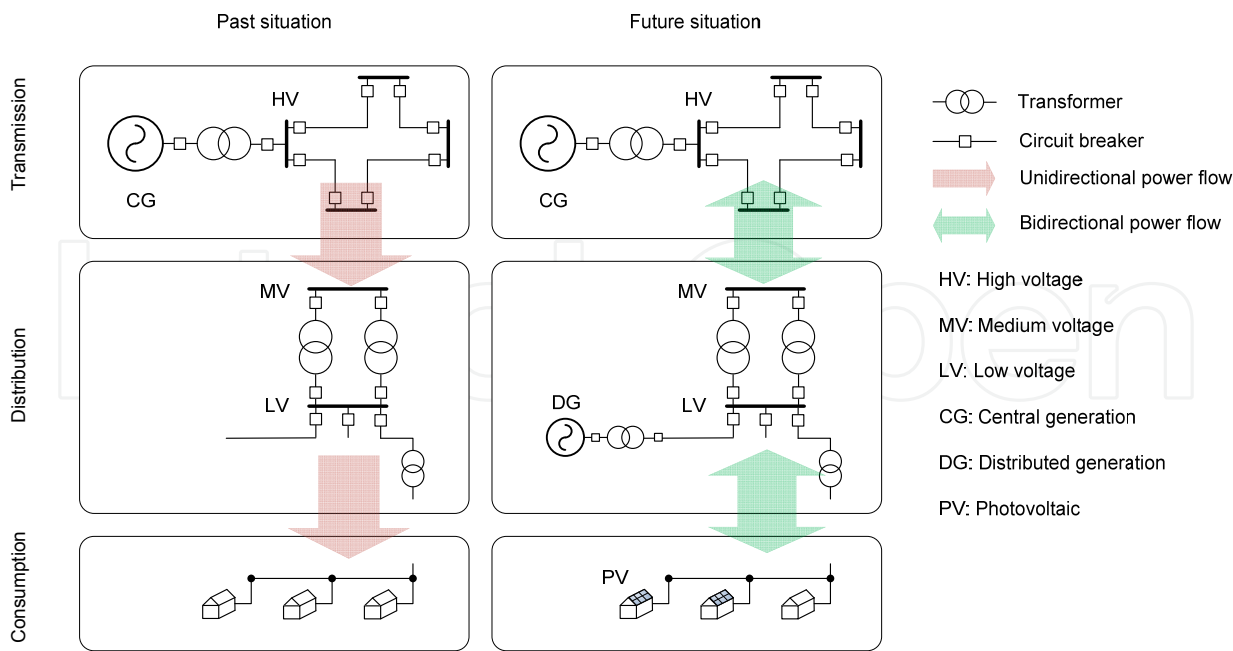 Past situation
Future situation
Transmission
HV
CG
HV
CG
Transformer
Circuit breaker
Unidirectional power flow
Bidirectional power flow
Distribution
MV
LV
MV
DG
LV
HV: High voltage
MV: Medium voltage
LV: Low voltage
CG: Central generation
DG: Distributed generation
PV: Photovoltaic
Consumption
PV